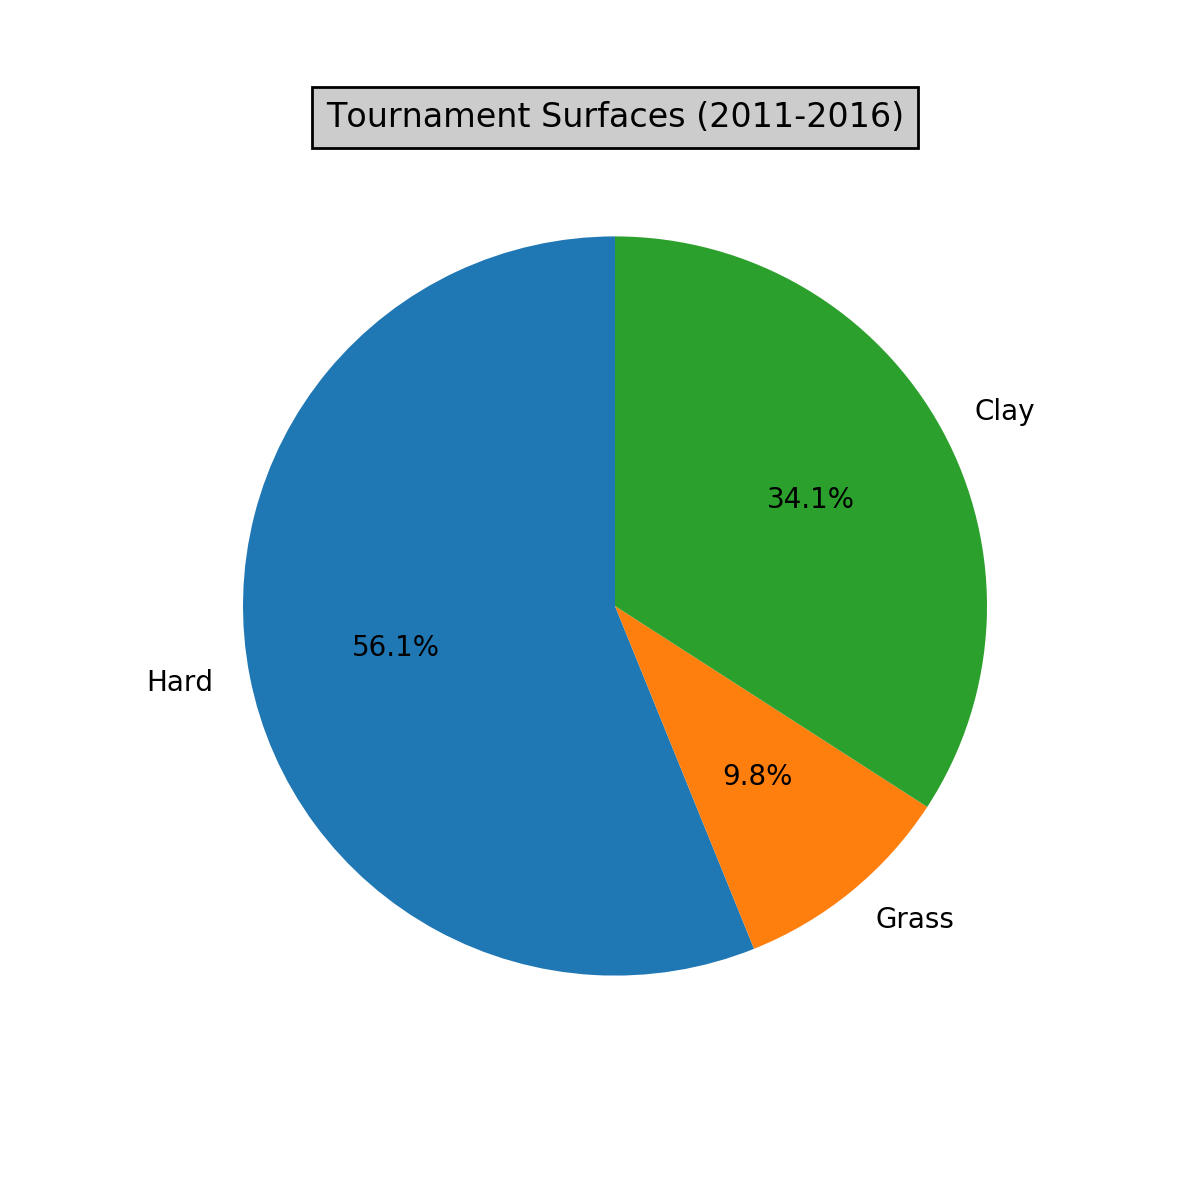 Tournament Surfaces (2011-2016)
Clay
34.1%
56.1%
Hard
9.8%
Grass